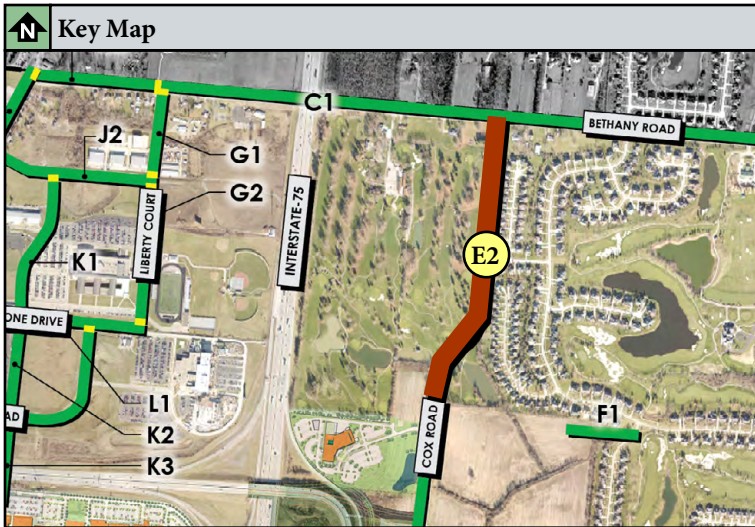 N Key Map
C1
BETHANY ROAD
J2
G1
G2
LIBERTY COURT
INTERSTATE-75
K1
E2
ONE DRIVE
L1
K2
AD
K3
COX ROAD
F1